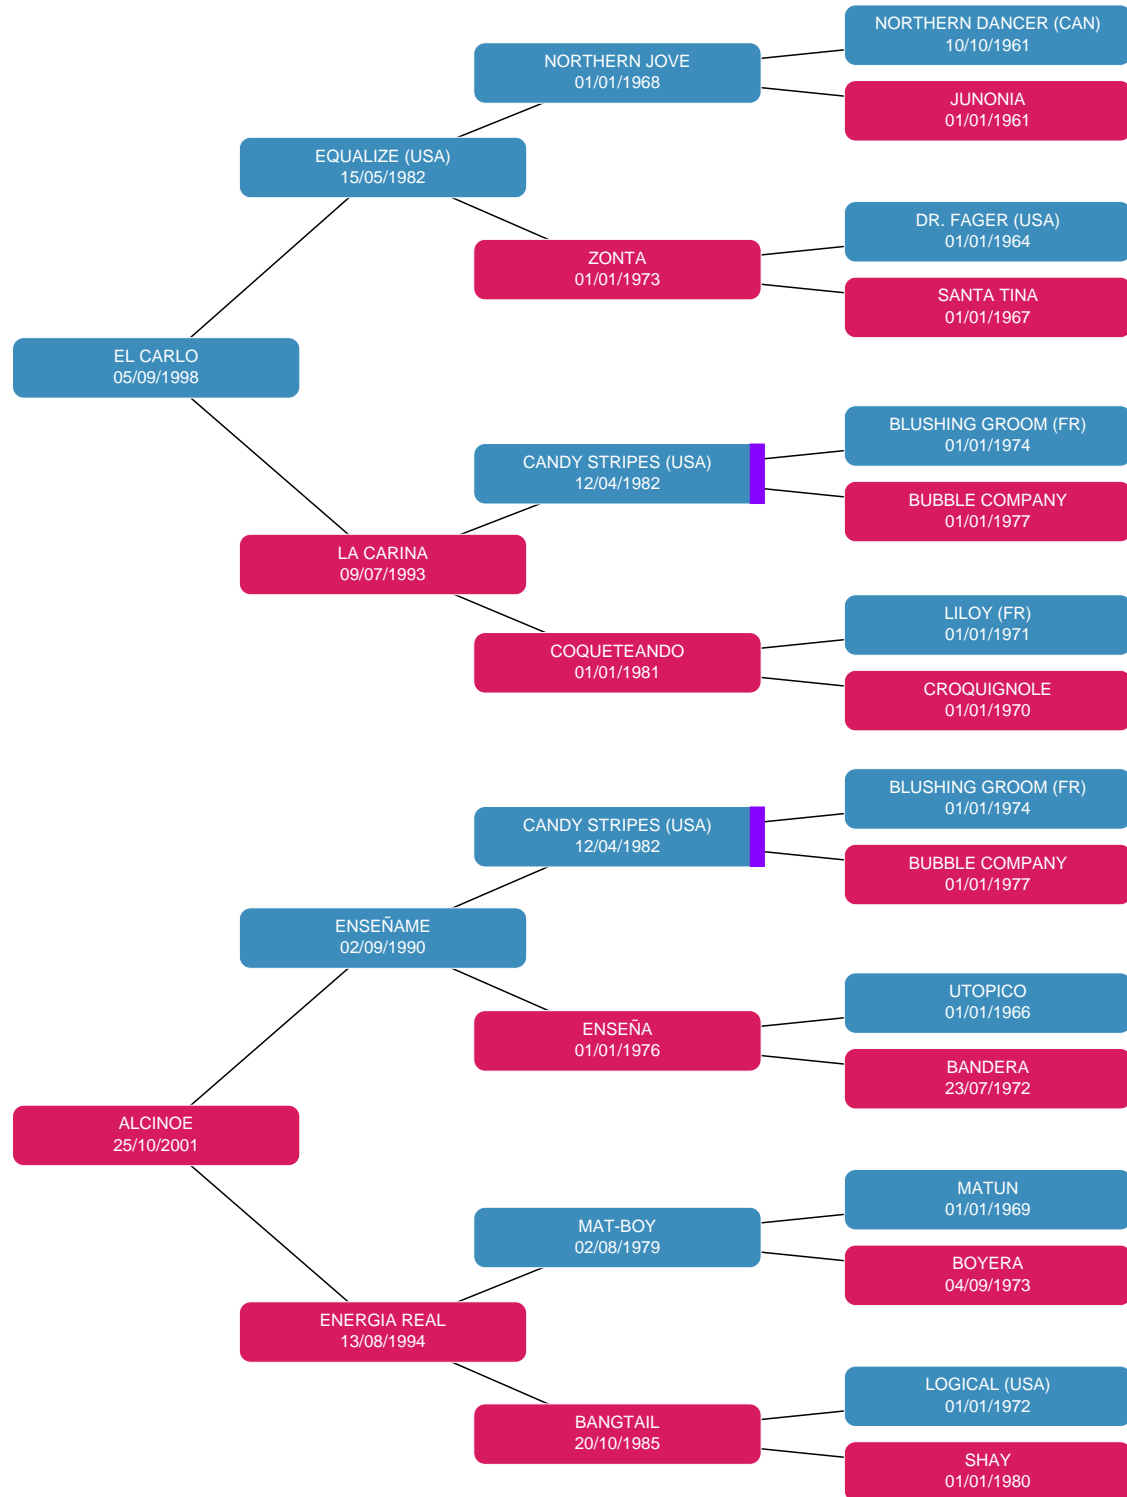 NORTHERN DANCER (CAN)
10/10/1961
NORTHERN JOVE
01/01/1968
JUNONIA
01/01/1961
EQUALIZE (USA)
15/05/1982
DR. FAGER (USA)
01/01/1964
ZONTA
01/01/1973
SANTA TINA
01/01/1967
EL CARLO
05/09/1998
BLUSHING GROOM (FR)
01/01/1974
CANDY STRIPES (USA)
12/04/1982
BUBBLE COMPANY
01/01/1977
LA CARINA
09/07/1993
LILOY (FR)
01/01/1971
COQUETEANDO
01/01/1981
CROQUIGNOLE
01/01/1970
BLUSHING GROOM (FR)
01/01/1974
CANDY STRIPES (USA)
12/04/1982
BUBBLE COMPANY
01/01/1977
ENSEÑAME
02/09/1990
UTOPICO
01/01/1966
ENSEÑA
01/01/1976
BANDERA
23/07/1972
ALCINOE
25/10/2001
MATUN
01/01/1969
MAT-BOY
02/08/1979
BOYERA
04/09/1973
ENERGIA REAL
13/08/1994
LOGICAL (USA)
01/01/1972
BANGTAIL
20/10/1985
SHAY
01/01/1980